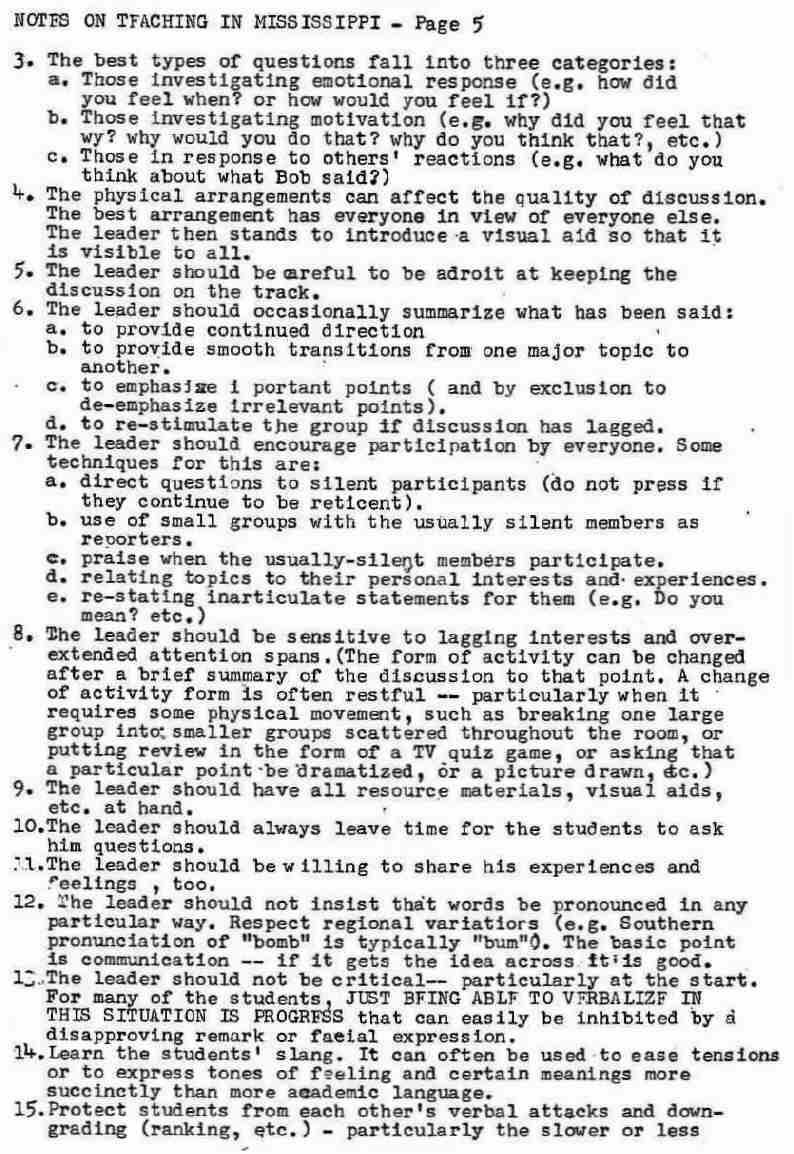 NOTES ON TFACHING IN MISSISSIPPI - Page 5
3. The best types of questions fall into three categories:
a. Those investigating emotional response (e.g. how did
you feel when? or how would you feel if?)
b. Those investigating motivation (e.g. why did you feel that
wy? why would you do that? why do you think that?, etc.)
c. Those in response to others' reactions (e.g. what do you
think about what Bob said?)
4. The physical arrangements can affect the quality of discussion.
The best arrangement has everyone in view of everyone else.
The leader then stands to introduce a visual aid so that it
is visible to all.
5. The leader should be careful to be adroit at keeping the
discussion on the track.
6. The leader should occasionally summarize what has been said:
a. to provide continued direction
b. to provide smooth transitions from one major topic to
another.
c. to emphasize i portant points ( and by exclusion to
de-emphasize irrelevant points).
d. to re-stimulate the group if discussion has lagged.
7. The leader should encourage participation by everyone. Some
techniques for this are:
a. direct questions to silent participants (do not press if
they continue to be reticent).
b. use of small groups with the usually silent members as
reporters.
c. praise when the usually-silent members participate.
d. relating topics to their personal interests and experiences.
e. re-stating inarticulate statements for them (e.g. Do you
mean? etc.)
8. The leader should be sensitive to lagging interests and over-
extended attention spans.(The form of activity can be changed
after a brief summary of the discussion to that point. A change
of activity form is often restful -- particularly when it
requires some physical movement, such as breaking one large
group into smaller groups scattered throughout the room, or
putting review in the form of a TV quiz game, or asking that
a particular point be dramatized, or a picture drawn, etc.)
9. The leader should have all resource materials, visual aids,
etc. at hand.
10.The leader should always leave time for the students to ask
him questions.
11.The leader should be w illing to share his experiences and
feelings , too.
12. The leader should not insist that words be pronounced in any
particular way. Respect regional variatiors (e.g. Southern
pronunciation of "bomb" is typically "bum"). The basic point
is communication -- if it gets the idea across it is good.
13.The leader should not be critical-- particularly at the start.
For many of the students, JUST BFING ABLF TO VFRBALIZF IN
THIS SITUATION IS PROGRFSS that can easily be inhibited by a
disapproving remark or facial expression.
14.Learn the students' slang. It can often be used to ease tensions
or to express tones of feeling and certain meanings more
succinctly than more academic language.
15.Protect students from each other's verbal attacks and down-
grading (ranking, etc.) - particularly the slower or less